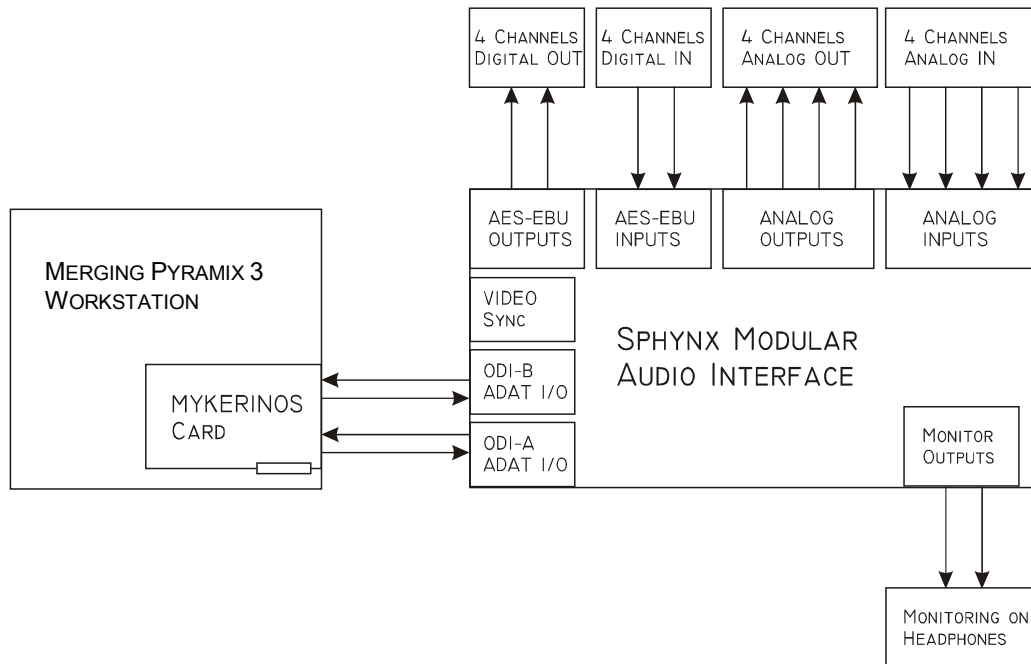 4 Channels
Digital OUT
4 Channels
Digital IN
4 Channels
Analog OUT
4 Channels
Analog IN
AES-EBU
OUTPUTS
AES-EBU
INPUTS
ANALOG
OUTPUTS
ANALOG
INPUTS
MERGING PYRAMIX 3
WORKSTATION
VIDEO
Sync
SPHYNX MODULAR
AUDIO INTERFACE
ODI-B
ADAT I/O
MYKERINOS
CARD
ODI-A
ADAT I/O
MONITOR
OUTPUTS
MONITORING ON
HEADPHONES